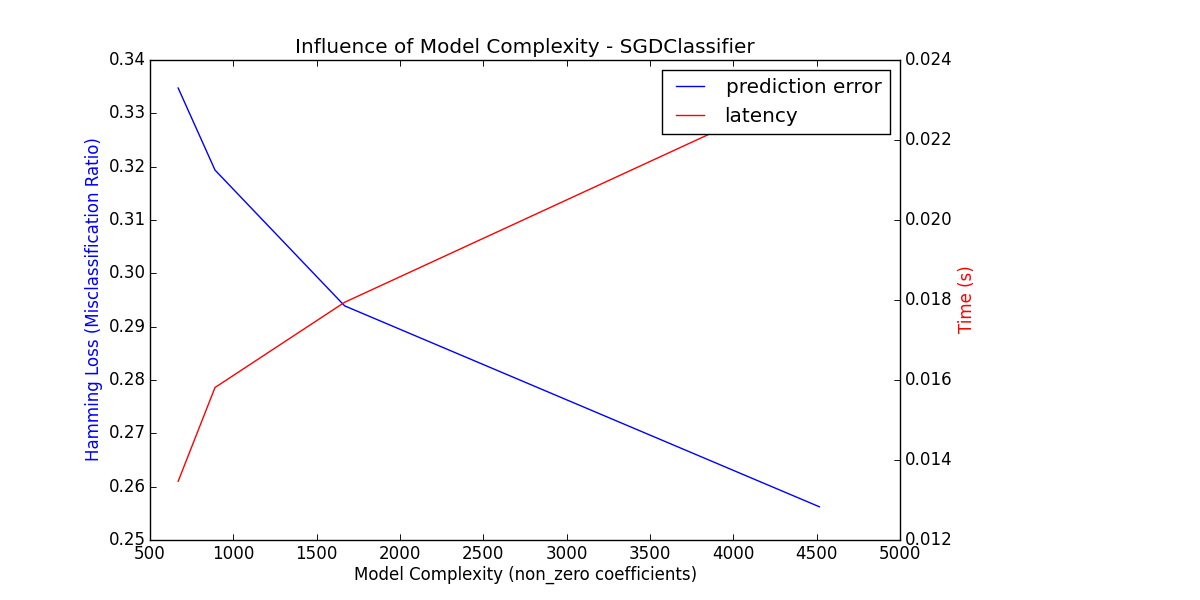 Influence of Model Complexity - SGDClassifier
prediction error
latency
Hamming Loss (Misclassification Ratio)
0.34
0.33
0.32
0.31
0.30
0.29
0.28
0.27
0.26
0.25
0.024
0.022
0.020
0.018
0.016
0.014
0.012
Time (s)
500 1000 1500 2000 2500 3000 3500 4000 4500 5000
Model Complexity (non_zero coefficients)